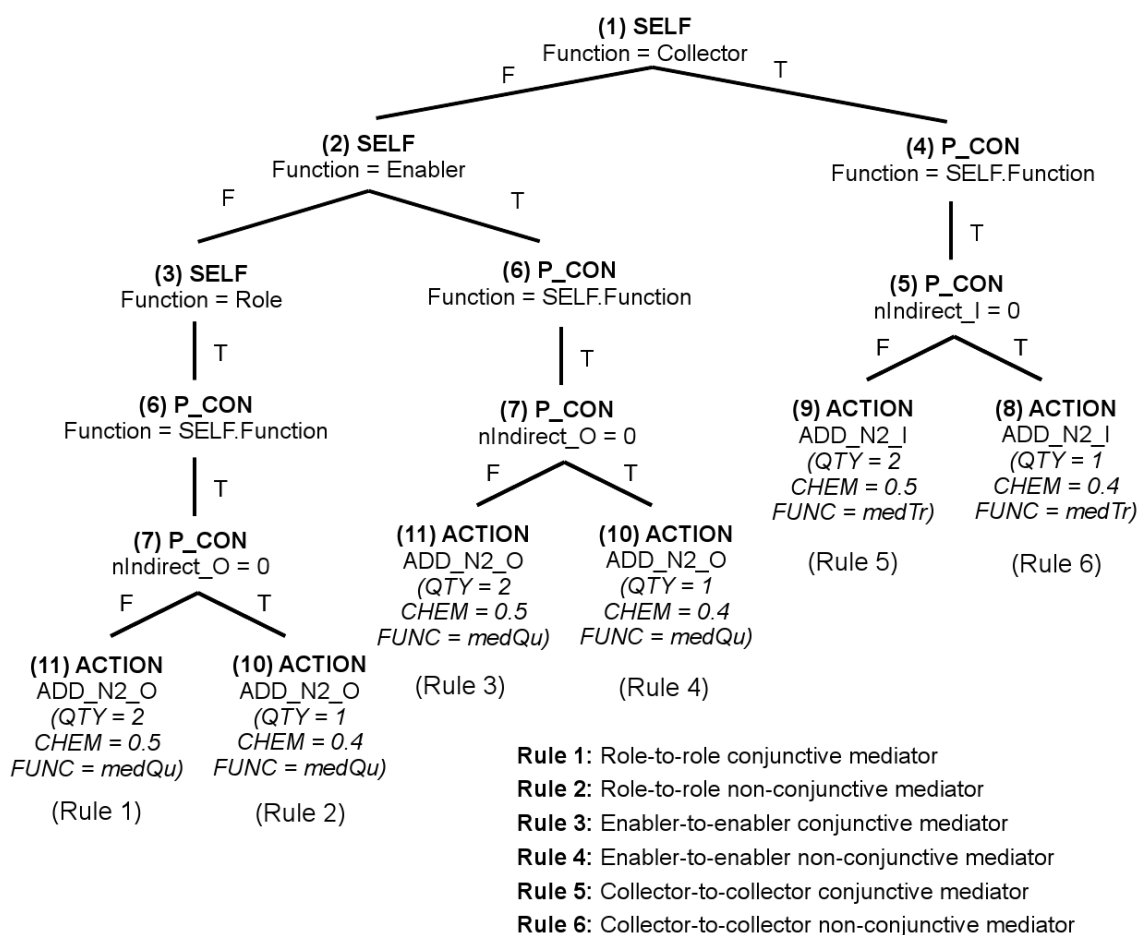 (1) SELF
Function = Collector
F
T
(2) SELF
Function = Enabler
F
T
(4) P_CON
Function = SELF.Function
T
(3) SELF
Function = Role
T
(6) P_CON
Function = SELF.Function
T
(5) P_CON
nIndirect_I = 0
F
T
(6) P_CON
Function = SELF.Function
T
(7) P_CON
nIndirect_O = 0
F
T
(9) ACTION
ADD_N2_I
(QTY = 2
CHEM = 0.5
FUNC = medTr)
(Rule 5)
(8) ACTION
ADD_N2_I
(QTY = 1
CHEM = 0.4
FUNC = medTr)
(Rule 6)
(7) P_CON
nIndirect_O = 0
F
T
(11) ACTION
ADD_N2_O
(QTY = 2
CHEM = 0.5
FUNC = medQu)
(Rule 3)
(10) ACTION
ADD_N2_O
(QTY = 1
CHEM = 0.4
FUNC = medQu)
(Rule 4)
(11) ACTION
ADD_N2_O
(QTY = 2
CHEM = 0.5
FUNC = medQu)
(Rule 1)
(10) ACTION
ADD_N2_O
(QTY = 1
CHEM = 0.4
FUNC = medQu)
(Rule 2)
Rule 1: Role-to-role conjunctive mediator
Rule 2: Role-to-role non-conjunctive mediator
Rule 3: Enabler-to-enabler conjunctive mediator
Rule 4: Enabler-to-enabler non-conjunctive mediator
Rule 5: Collector-to-collector conjunctive mediator
Rule 6: Collector-to-collector non-conjunctive mediator